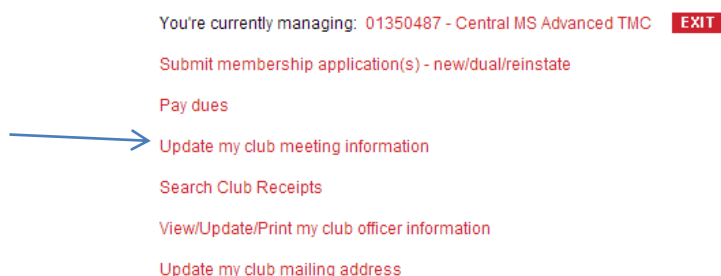 You're currently managing: 01350487 - Central MS Advanced TMC EXIT
Submit membership application(s) - new/dual/reinstate
Pay dues
Update my club meeting information
Search Club Receipts
View/Update/Print my club officer information
Update my club mailing address